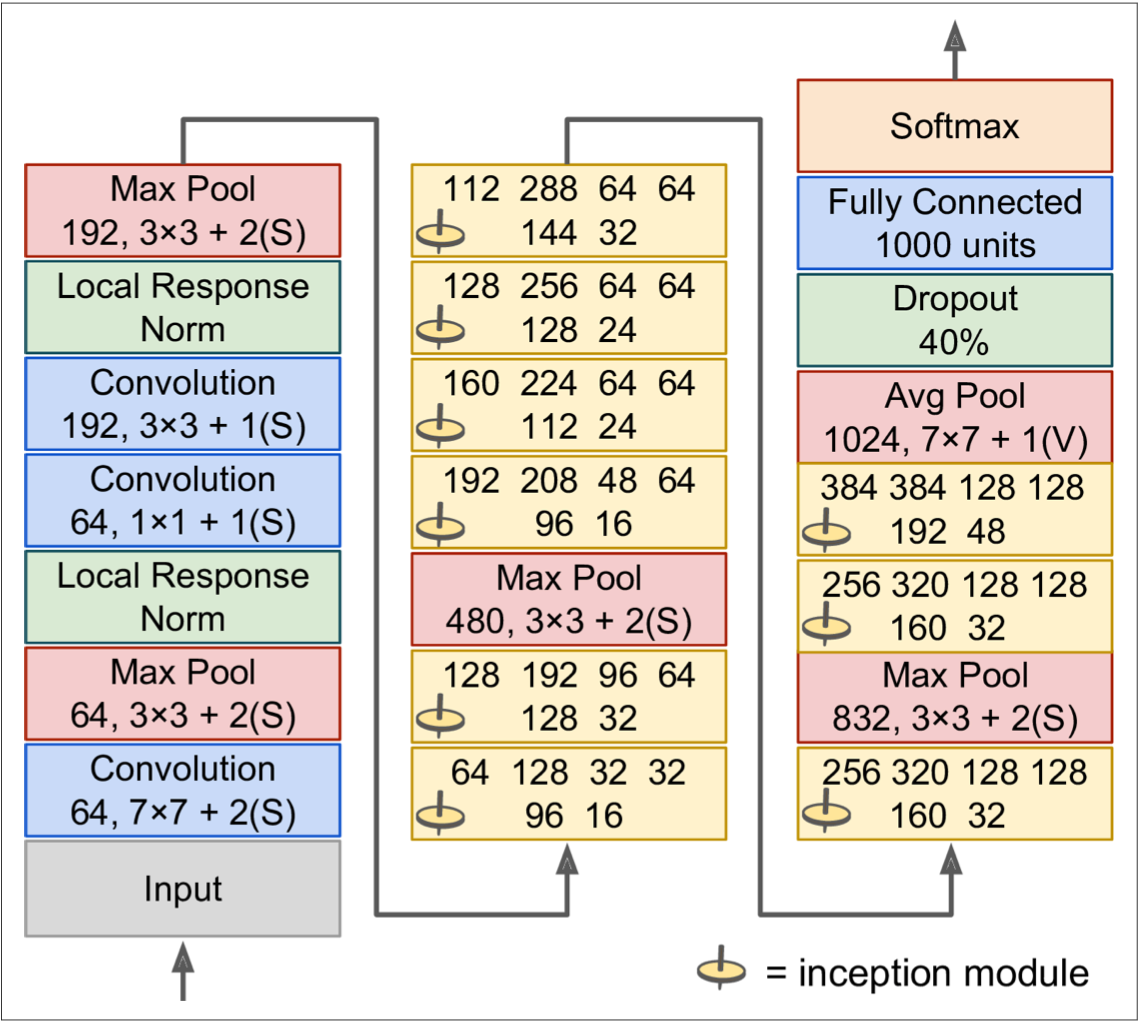 Max Pool
192, 3×3 + 2(S)
Local Response
Norm
Convolution
192, 3×3 + 1(S)
Convolution
64, 1×1 + 1(S)
Local Response
Norm
Max Pool
64, 3×3 + 2(S)
Convolution
64, 7×7 + 2(S)
Input
112 288 64 64
144 32
128 256 64 64
128 24
160 224 64 64
112 24
192 208 48 64
96 16
Max Pool
480, 3×3 + 2(S)
128 192 96 64
128 32
64 128 32 32
96 16
Softmax
Fully Connected
1000 units
Dropout
40%
Avg Pool
1024, 7×7 + 1(V)
384 384 128 128
192 48
256 320 128 128
160 32
Max Pool
832, 3×3 + 2(S)
256 320 128 128
160 32
= inception module